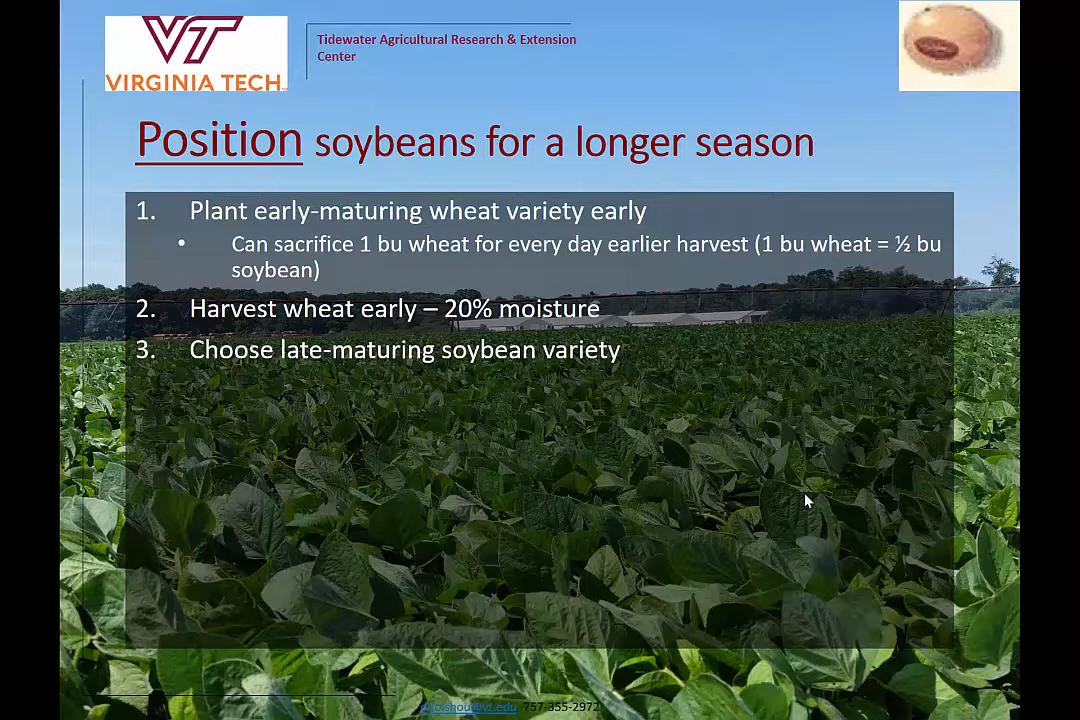 VT
VIRGINIA TECH
Tidewater Agricultural Research & Extension
Center
Position soybeans for a longer season
1. Plant early-maturing wheat variety early
• Can sacrifice 1 bu wheat for every day earlier harvest (1 bu wheat = ½ bu
soybean)
2. Harvest wheat early – 20% moisture
3. Choose late-maturing soybean variety
757-355-2972